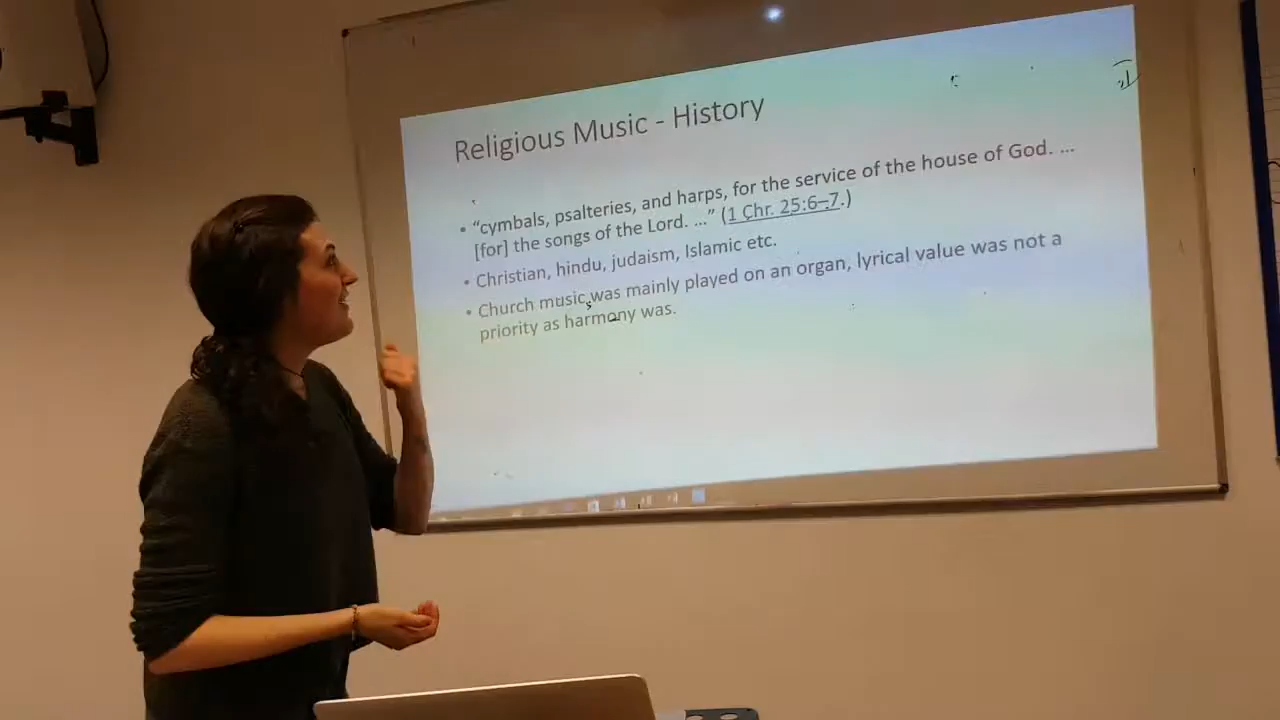 Religious Music - History
• “cymbals, psalteries, and harps, for the service of the house of God. ...
[for] the songs of the Lord. ...” (1 Chr. 25:6–7.)
• Christian, hindu, judaism, Islamic etc.
• Church music was mainly played on an organ, lyrical value was not a
priority as harmony was.